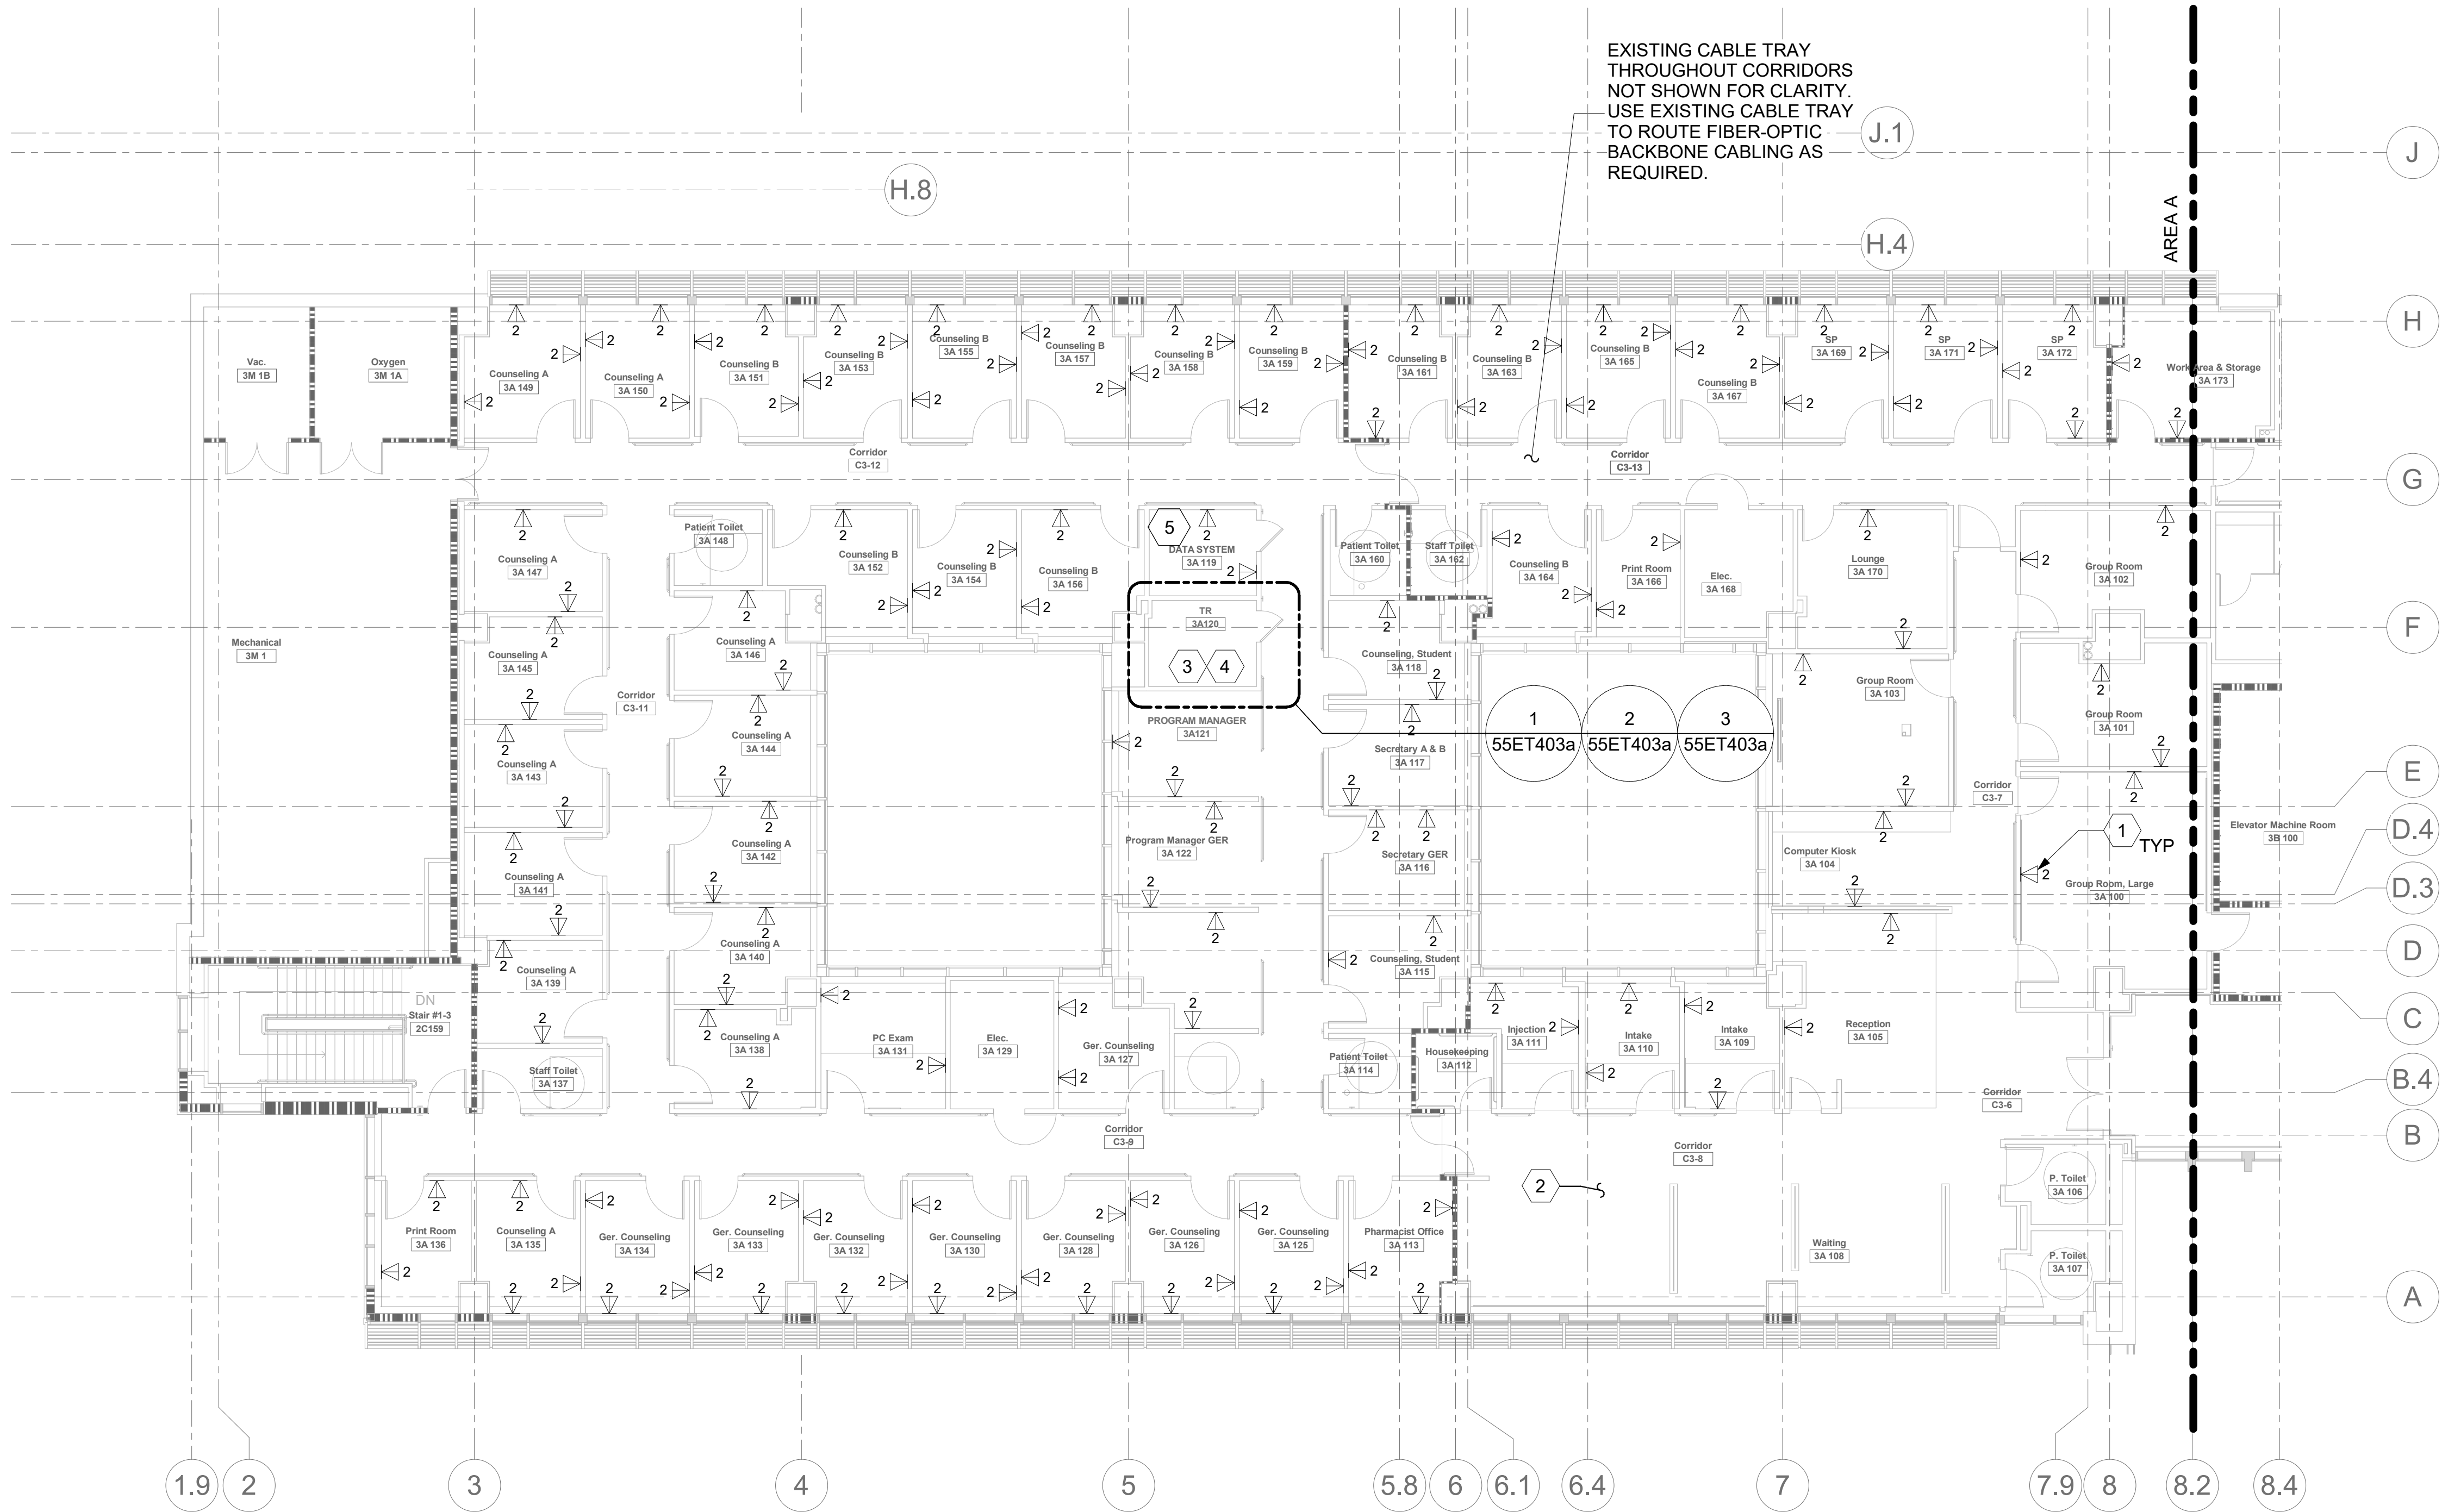 EXISTING CABLE TRAY
THROUGHOUT CORRIDORS
NOT SHOWN FOR CLARITY.
USE EXISTING CABLE TRAY
TO ROUTE FIBER-OPTIC
BACKBONE CABLING AS
REQUIRED.
J.1
J
H.8
H.4
AREA A
H
Vac.
3M 1B
Oxygen
3M 1A
Counseling A
3A 149
Counseling A
3A 150
Counseling B
3A 151
Counseling B
3A 153
Counseling B
3A 155
Counseling B
3A 157
Counseling B
3A 158
Counseling B
3A 159
Counseling B
3A 161
Counseling B
3A 163
Counseling B
3A 165
Counseling B
3A 167
SP
3A 169
SP
3A 171
SP
3A 172
Work Area & Storage
3A 173
Corridor
C3-12
Corridor
C3-13
G
Counseling A
3A 147
Patient Toilet
3A 148
Counseling B
3A 152
Counseling B
3A 154
Counseling B
3A 156
5
DATA SYSTEM
3A 119
Patient Toilet
3A 160
Staff Toilet
3A 162
Counseling B
3A 164
Print Room
3A 166
Elec.
3A 168
Lounge
3A 170
Group Room
3A 102
F
Mechanical
3M 1
Counseling A
3A 145
Counseling A
3A 146
TR
3A120
3
4
Counseling, Student
3A 118
Corridor
C3-11
Group Room
3A 103
Group Room
3A 101
PROGRAM MANAGER
3A121
1
55ET403a
2
55ET403a
3
55ET403a
Counseling A
3A 143
Counseling A
3A 144
Secretary A & B
3A 117
Corridor
C3-7
E
Counseling A
3A 141
Counseling A
3A 142
Program Manager GER
3A 122
Secretary GER
3A 116
Computer Kiosk
3A 104
1
TYP
Elevator Machine Room
3B 100
D.4
Group Room, Large
3A 100
D.3
Counseling A
3A 139
Counseling A
3A 140
Counseling, Student
3A 115
D
DN
Stair #1-3
2C159
C
Staff Toilet
3A 137
Counseling A
3A 138
PC Exam
3A 131
Elec.
3A 129
Ger. Counseling
3A 127
Patient Toilet
3A 114
Housekeeping
3A 112
Injection
3A 111
Intake
3A 110
Intake
3A 109
Reception
3A 105
B.4
Corridor
C3-6
Corridor
C3-9
Corridor
C3-8
B
2
Print Room
3A 136
Counseling A
3A 135
Ger. Counseling
3A 134
Ger. Counseling
3A 133
Ger. Counseling
3A 132
Ger. Counseling
3A 130
Ger. Counseling
3A 128
Ger. Counseling
3A 126
Ger. Counseling
3A 125
Pharmacist Office
3A 113
Waiting
3A 108
P. Toilet
3A 106
P. Toilet
3A 107
A
1.9
2
3
4
5
5.8
6
6.1
6.4
7
7.9
8
8.2
8.4